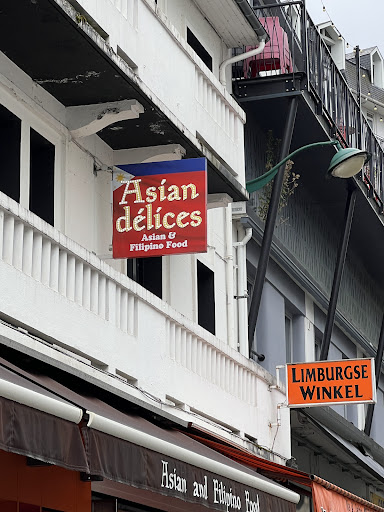 Asian
délices
Asian &
Filipino Food
LIMBURGSE
WINKEL
Asian and Filipino Food